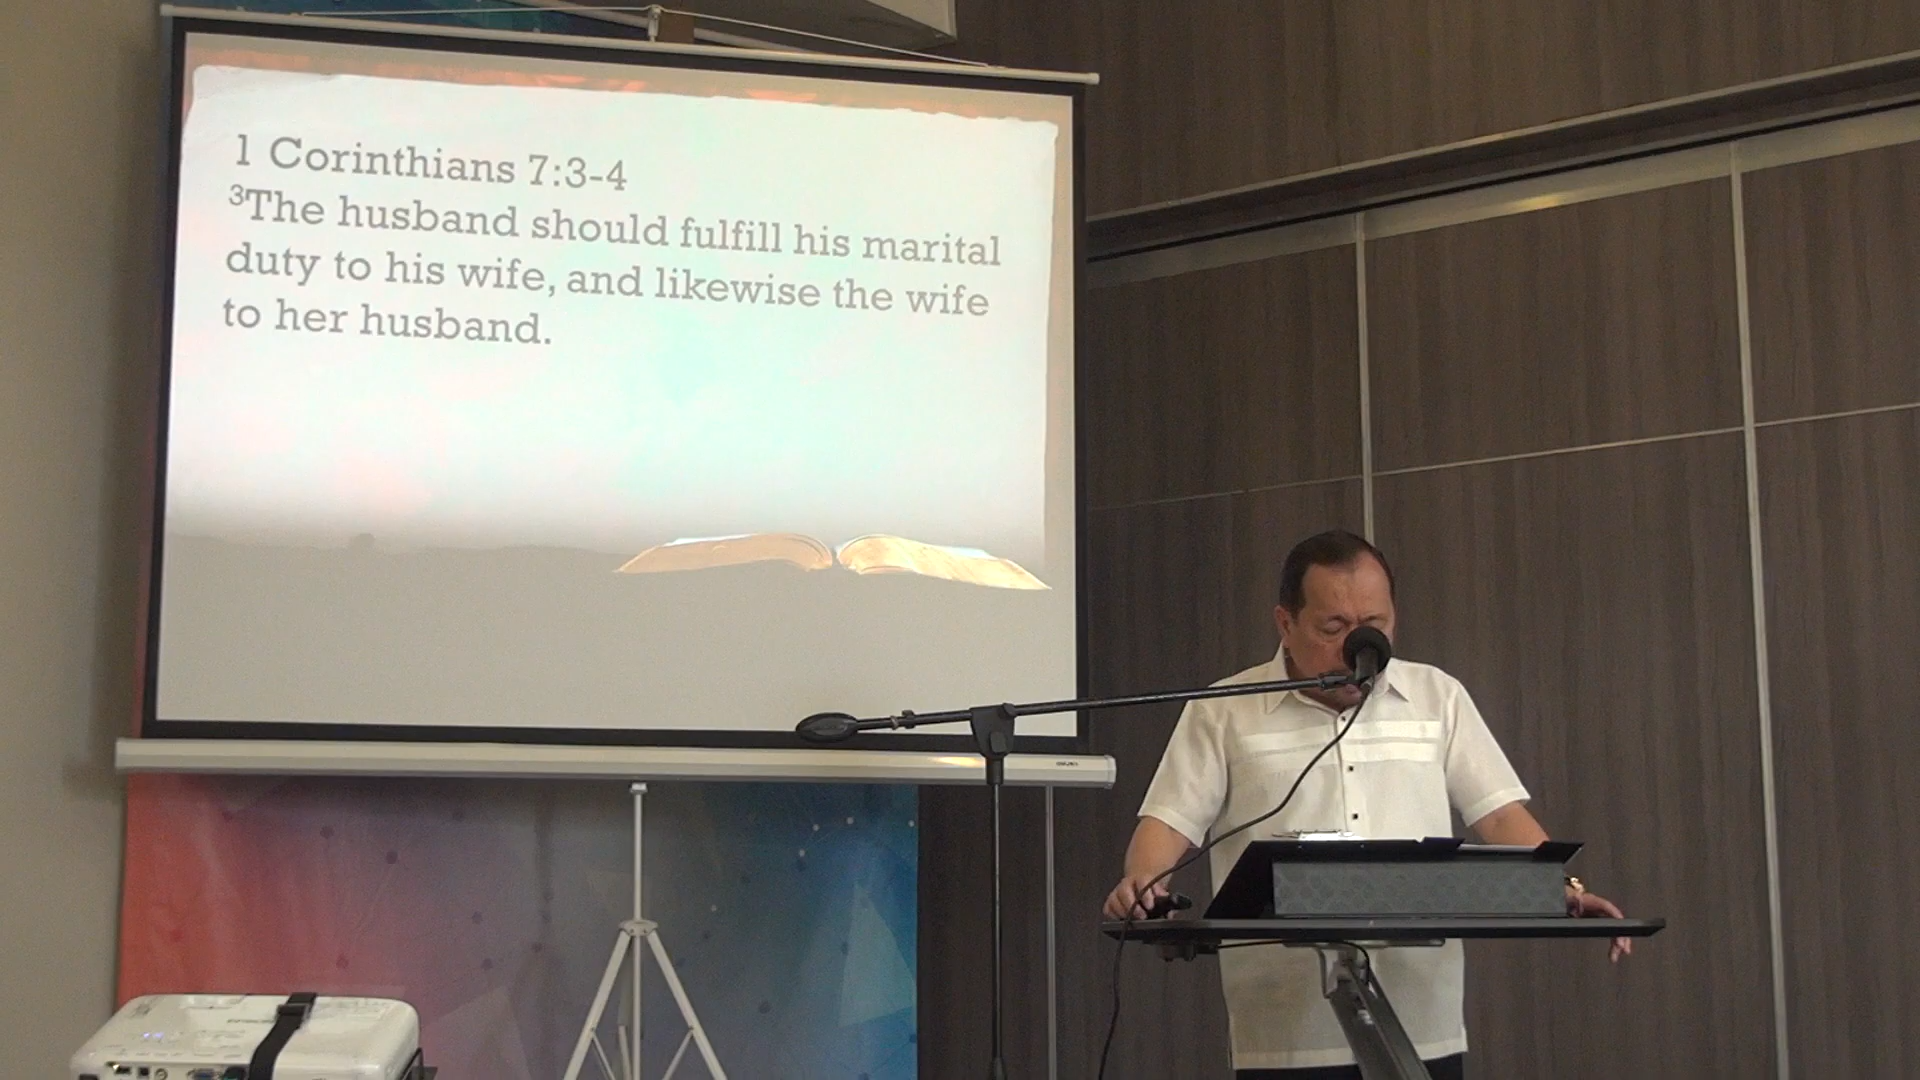 1 Corinthians 7:3-4
³The husband should fulfill his marital
duty to his wife, and likewise the wife
to her husband.